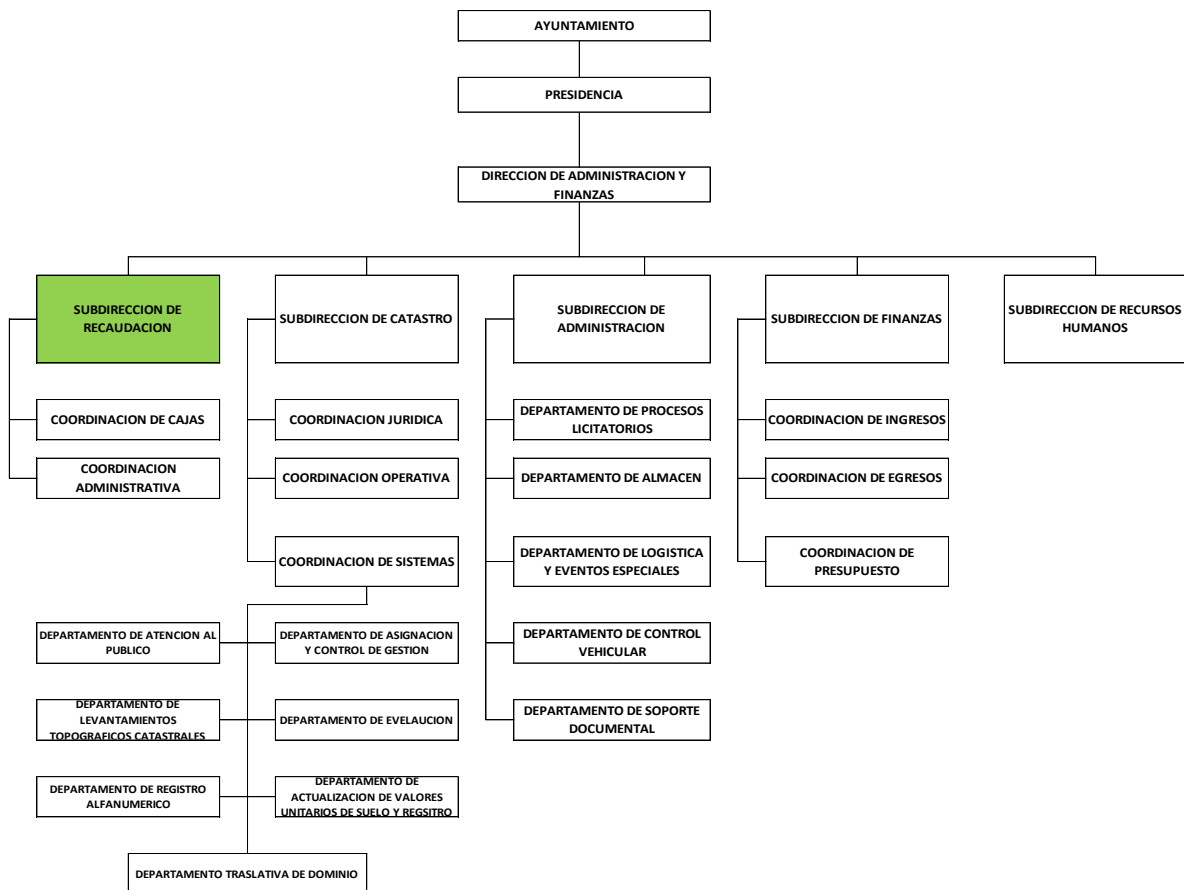 AYUNTAMIENTO
PRESIDENCIA
DIRECCION DE ADMINISTRACION Y
FINANZAS
SUBDIRECCION DE
RECAUDACION
SUBDIRECCION DE CATASTRO
SUBDIRECCION DE
ADMINISTRACION
SUBDIRECCION DE FINANZAS
SUBDIRECCION DE RECURSOS
HUMANOS
COORDINACION DE CAJAS
COORDINACION JURIDICA
DEPARTAMENTO DE PROCESOS
LICITATORIOS
COORDINACION DE INGRESOS
COORDINACION
ADMINISTRATIVA
COORDINACION OPERATIVA
DEPARTAMENTO DE ALMACEN
COORDINACION DE EGRESOS
COORDINACION DE SISTEMAS
DEPARTAMENTO DE LOGISTICA
Y EVENTOS ESPECIALES
COORDINACION DE
PRESUPUESTO
DEPARTAMENTO DE ATENCION AL
PUBLICO
DEPARTAMENTO DE ASIGNACION
Y CONTROL DE GESTION
DEPARTAMENTO DE CONTROL
VEHICULAR
DEPARTAMENTO DE
LEVANTAMIENTOS
TOPOGRAFICOS CATASTRALES
DEPARTAMENTO DE EVELAUCION
DEPARTAMENTO DE SOPORTE
DOCUMENTAL
DEPARTAMENTO DE REGISTRO
ALFANUMERICO
DEPARTAMENTO DE
ACTUALIZACION DE VALORES
UNITARIOS DE SUELO Y REGSITRO
DEPARTAMENTO TRASLATIVA DE DOMINIO